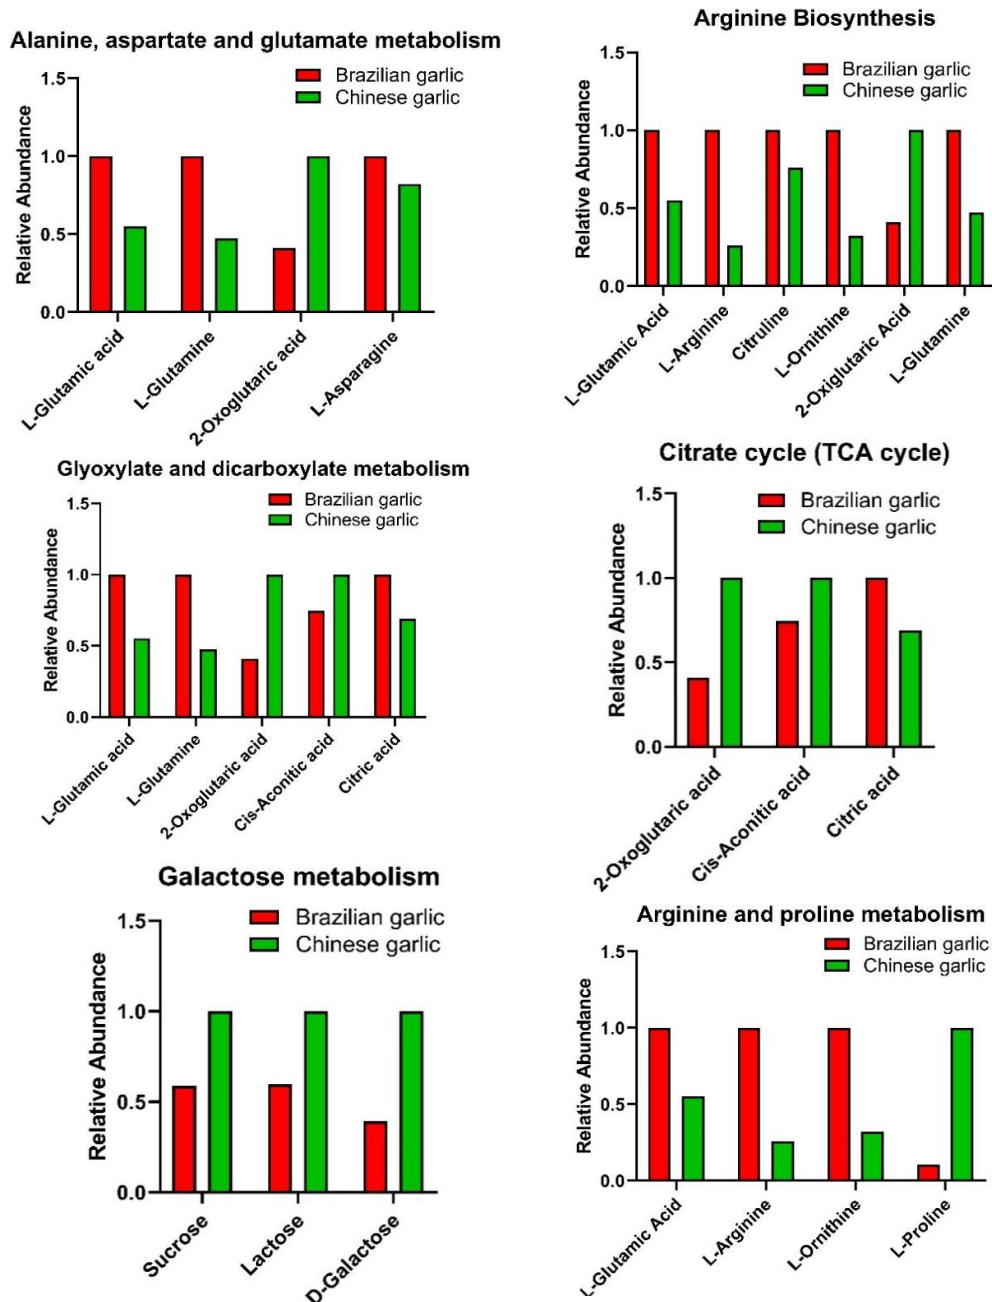 Alanine, aspartate and glutamate metabolism
Brazilian garlic
Chinese garlic
Relative Abundance
1.5
1.0
0.5
0.0
L-Glutamic acid
L-Glutamine
2-Oxoglutaric acid
L-Asparagine
Arginine Biosynthesis
Brazilian garlic
Chinese garlic
Relative Abundance
1.5
1.0
0.5
0.0
L-Glutamic Acid
L-Arginine
Citruline
L-Ornithine
2-Oxiglutaric Acid
L-Glutamine
Glyoxylate and dicarboxylate metabolism
Brazilian garlic
Chinese garlic
Relative Abundance
1.5
1.0
0.5
0.0
L-Glutamic acid
L-Glutamine
2-Oxoglutaric acid
Cis-Aconitic acid
Citric acid
Citrate cycle (TCA cycle)
Brazilian garlic
Chinese garlic
Relative Abundance
1.5
1.0
0.5
0.0
2-Oxoglutaric acid
Cis-Aconitic acid
Citric acid
Galactose metabolism
Brazilian garlic
Chinese garlic
Relative Abundance
1.5
1.0
0.5
0.0
Sucrose
Lactose
D-Galactose
Arginine and proline metabolism
Brazilian garlic
Chinese garlic
Relative Abundance
1.5
1.0
0.5
0.0
L-Glutamic Acid
L-Arginine
L-Ornithine
L-Proline